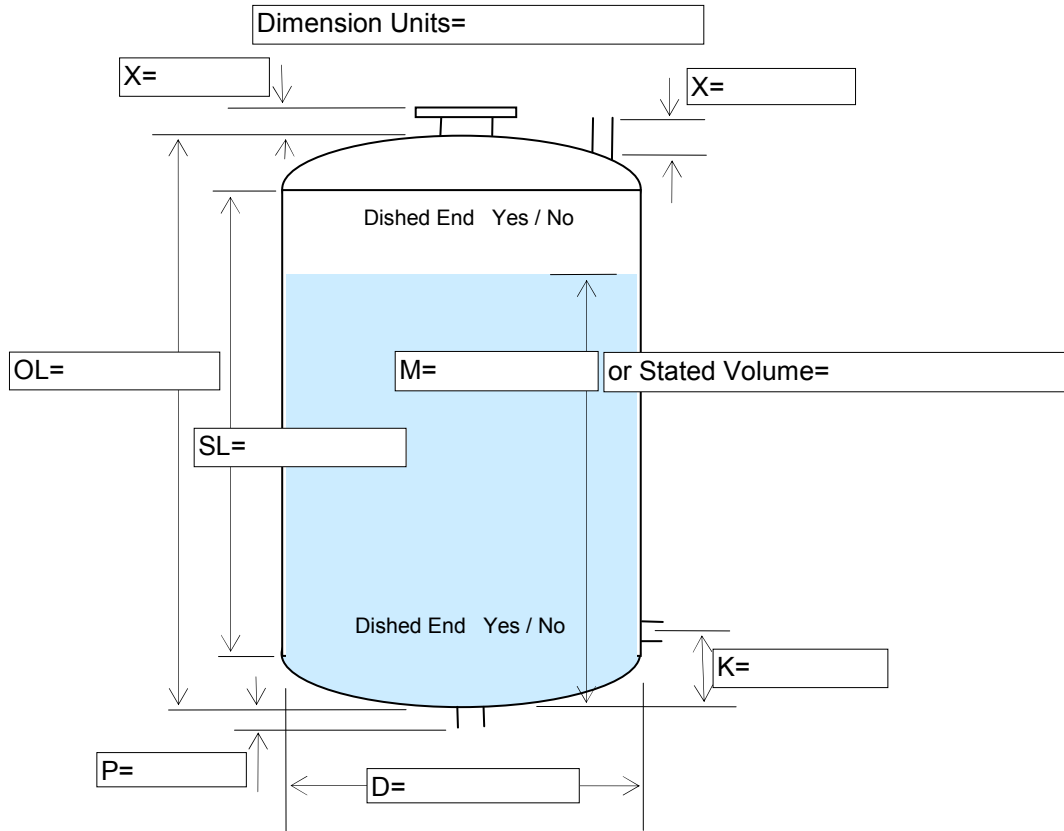 Dimension Units=
X=
X=
Dished End Yes / No
OL=
M=
or Stated Volume=
SL=
Dished End Yes / No
K=
P=
D=